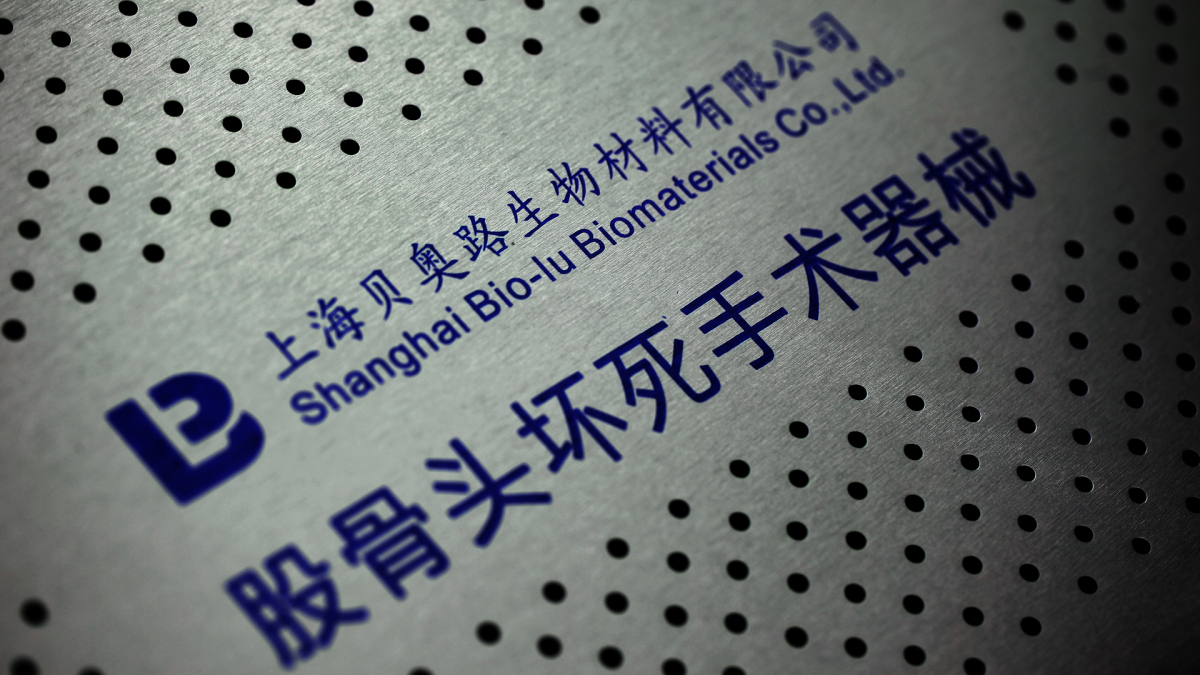 上海贝奥路生物材料有限公司
Shanghai Bio-lu Biomaterials Co.,Ltd.
股骨头坏死手术器械